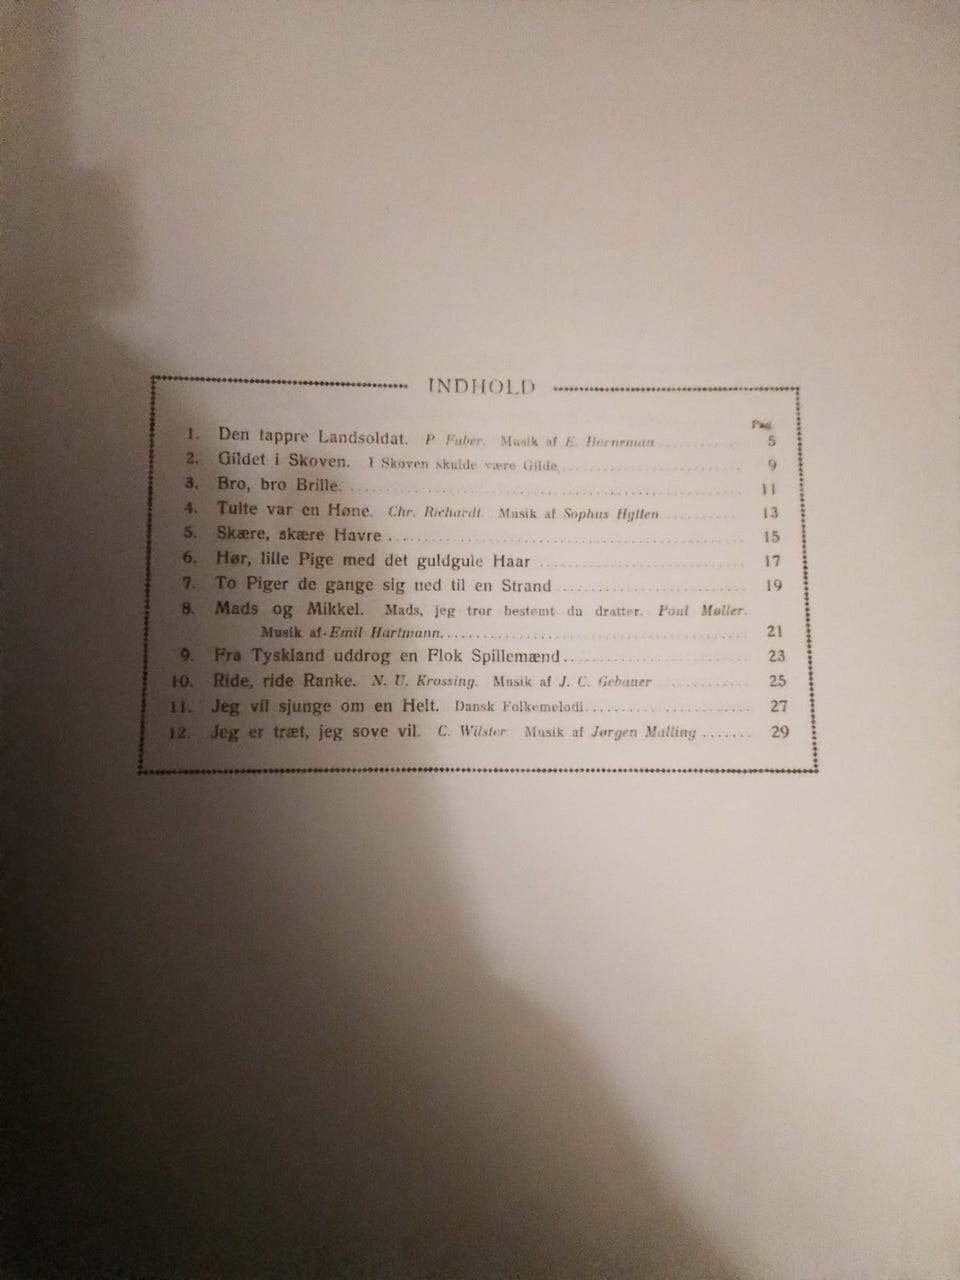 INDHOLD
Pag.
1. Den tappre Landsoldat. P. Faber. Musik af E. Horneman 5
2. Gildet i Skoven. I Skoven skulde være Gilde 9
3. Bro, bro Brille. 11
4. Tulte var en Høne. Chr. Richardt. Musik af Sophus Hylten 13
5. Skære, skære Havre 15
6. Hør, lille Pige med det guldgule Haar 17
7. To Piger de gange sig ned til en Strand 19
8. Mads og Mikkel. Mads, jeg tror bestemt du dratter. Poul Møller.
Musik af Emil Hartmann. 21
9. Fra Tyskland uddrog en Flok Spillemænd 23
10. Ride, ride Ranke. N. U. Krossing. Musik af J. C. Gebauer 25
11. Jeg vil sjunge om en Helt. Dansk Folkemelodi 27
12. Jeg er træt, jeg sove vil. C. Wilster. Musik af Jørgen Malling 29